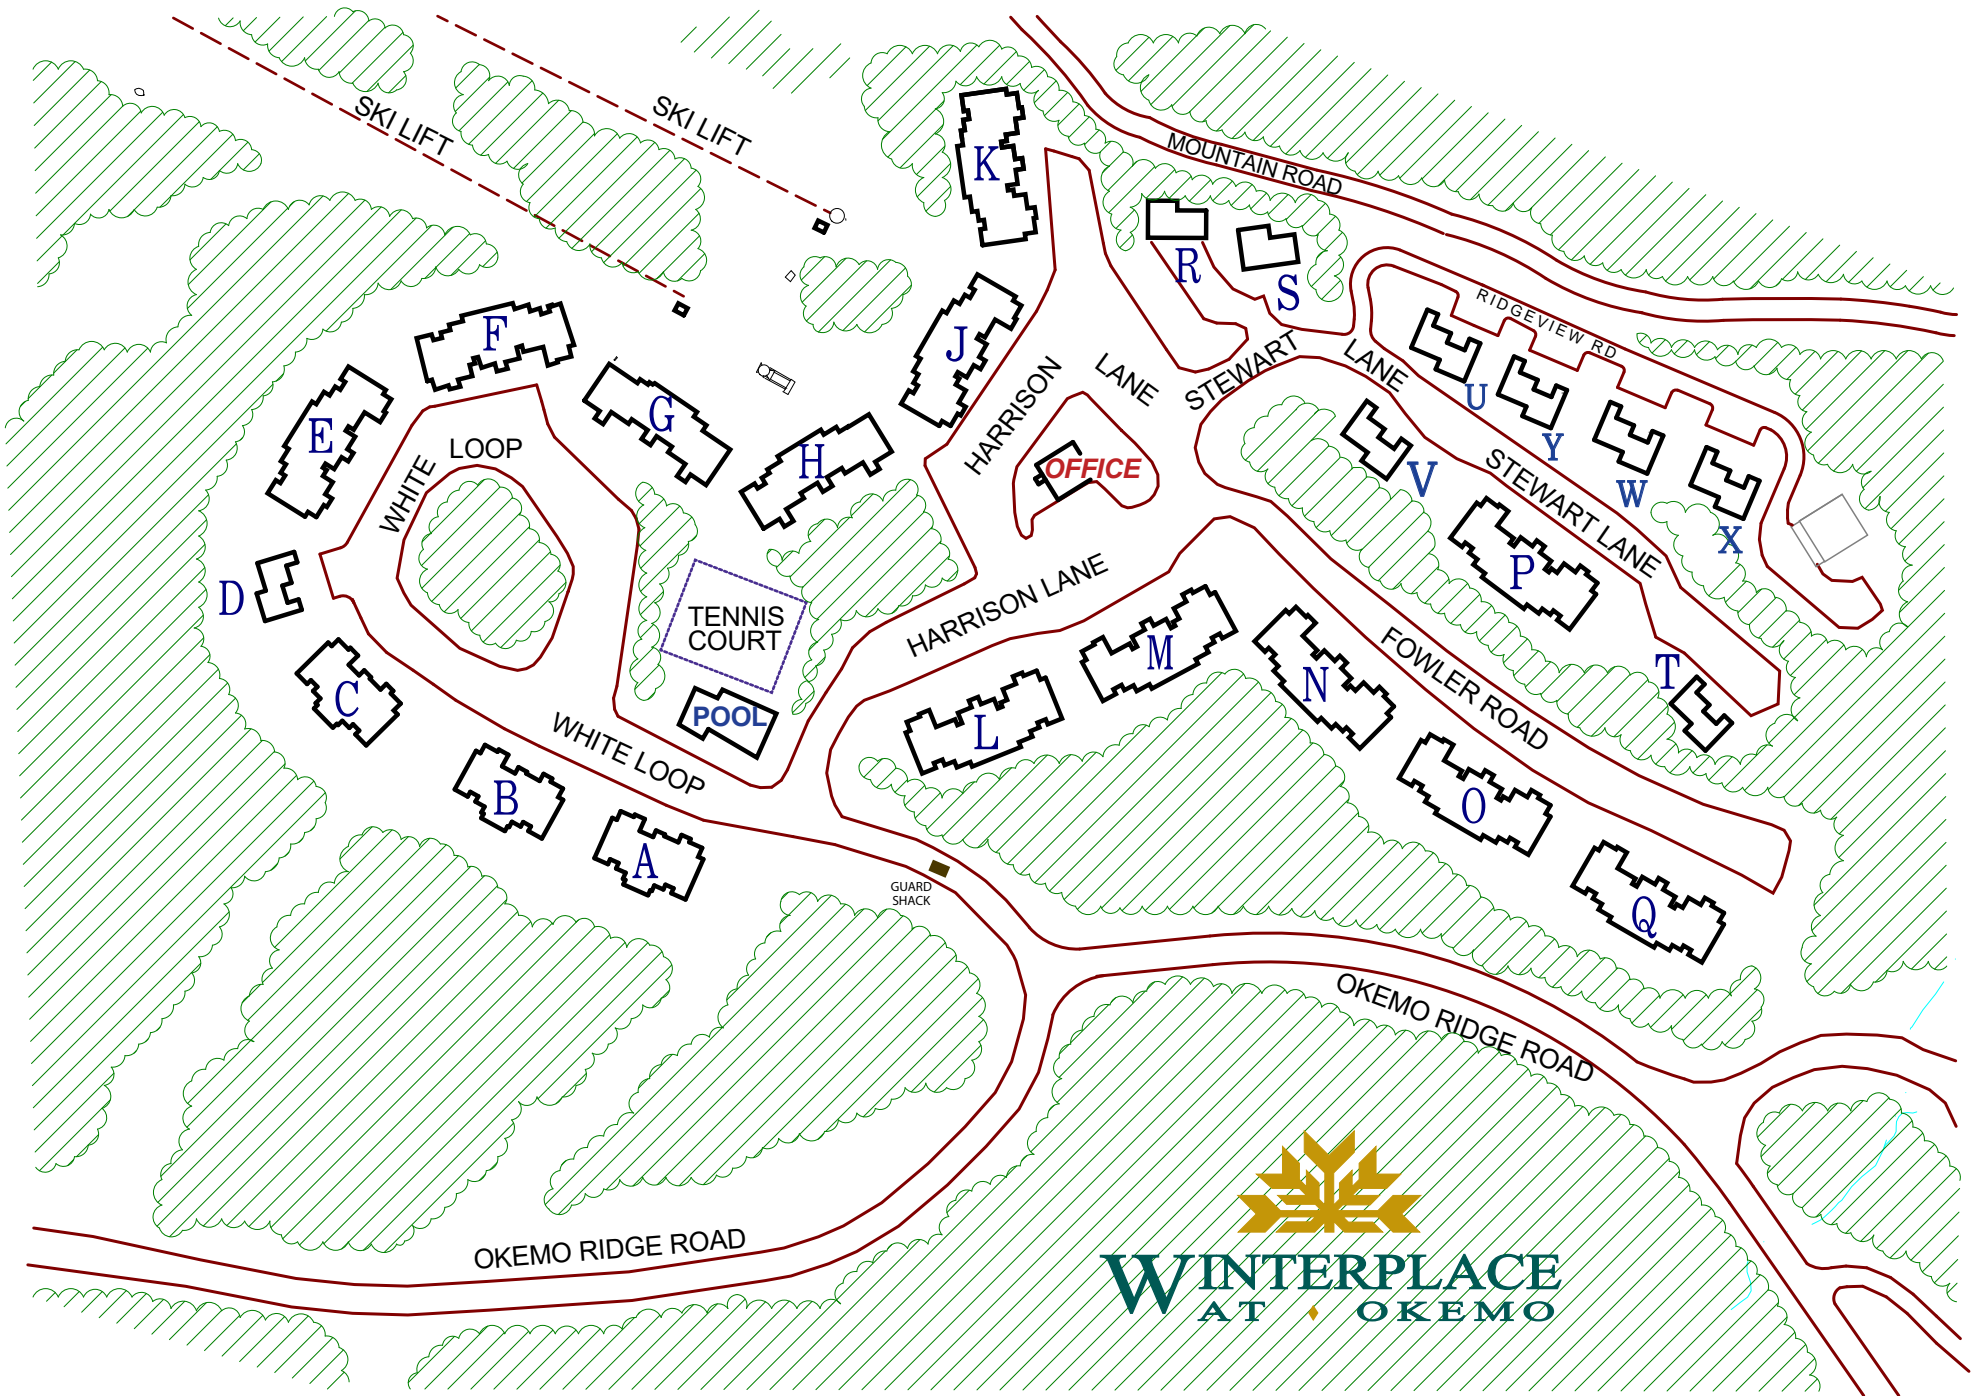 SKI LIFT
SKI LIFT
MOUNTAIN ROAD
K
R
S
RIDGEVIEW RD
F
J
E
G
H
U
Y
W
X
V
WHITE
LOOP
HARRISON
LANE
STEWART
LANE
OFFICE
STEWART LANE
P
D
TENNIS
COURT
HARRISON LANE
M
N
FOWLER ROAD
T
C
POOL
L
WHITE LOOP
B
A
O
Q
GUARD
SHACK
OKEMO RIDGE ROAD
OKEMO RIDGE ROAD
WINTERPLACE
AT OKEMO